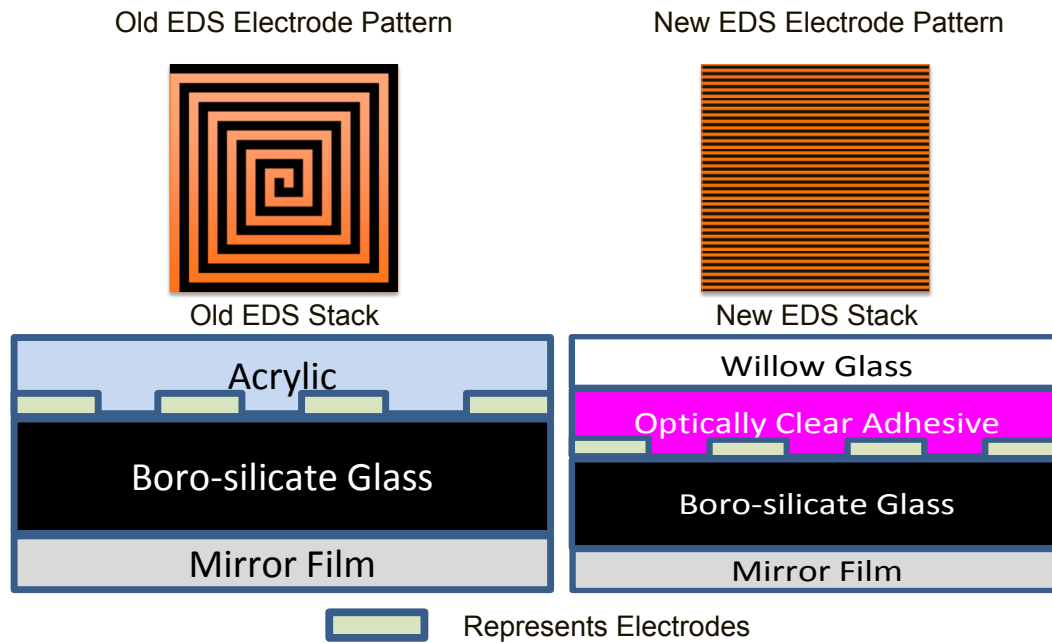 Old EDS Electrode Pattern
New EDS Electrode Pattern
Old EDS Stack
New EDS Stack
Acrylic
Boro-silicate Glass
Mirror Film
Willow Glass
Optically Clear Adhesive
Boro-silicate Glass
Mirror Film
Represents Electrodes